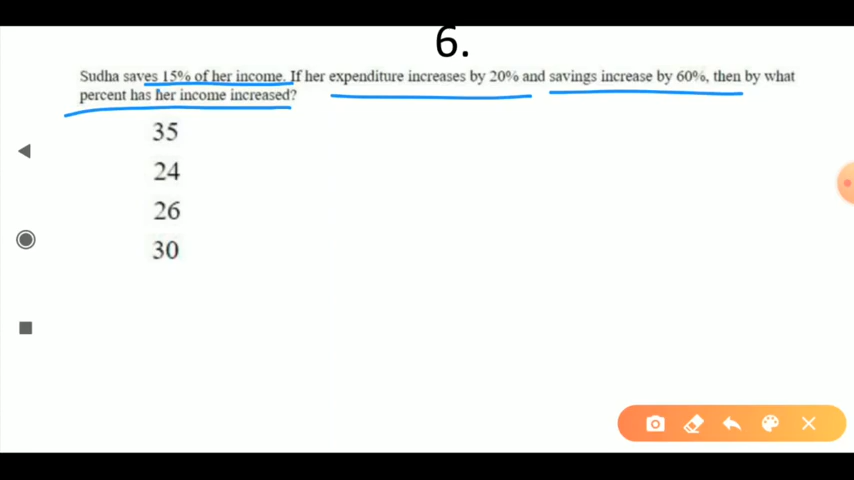 6.
Sudha saves 15% of her income. If her expenditure increases by 20% and savings increase by 60%, then by what
percent has her income increased?
35
24
26
30